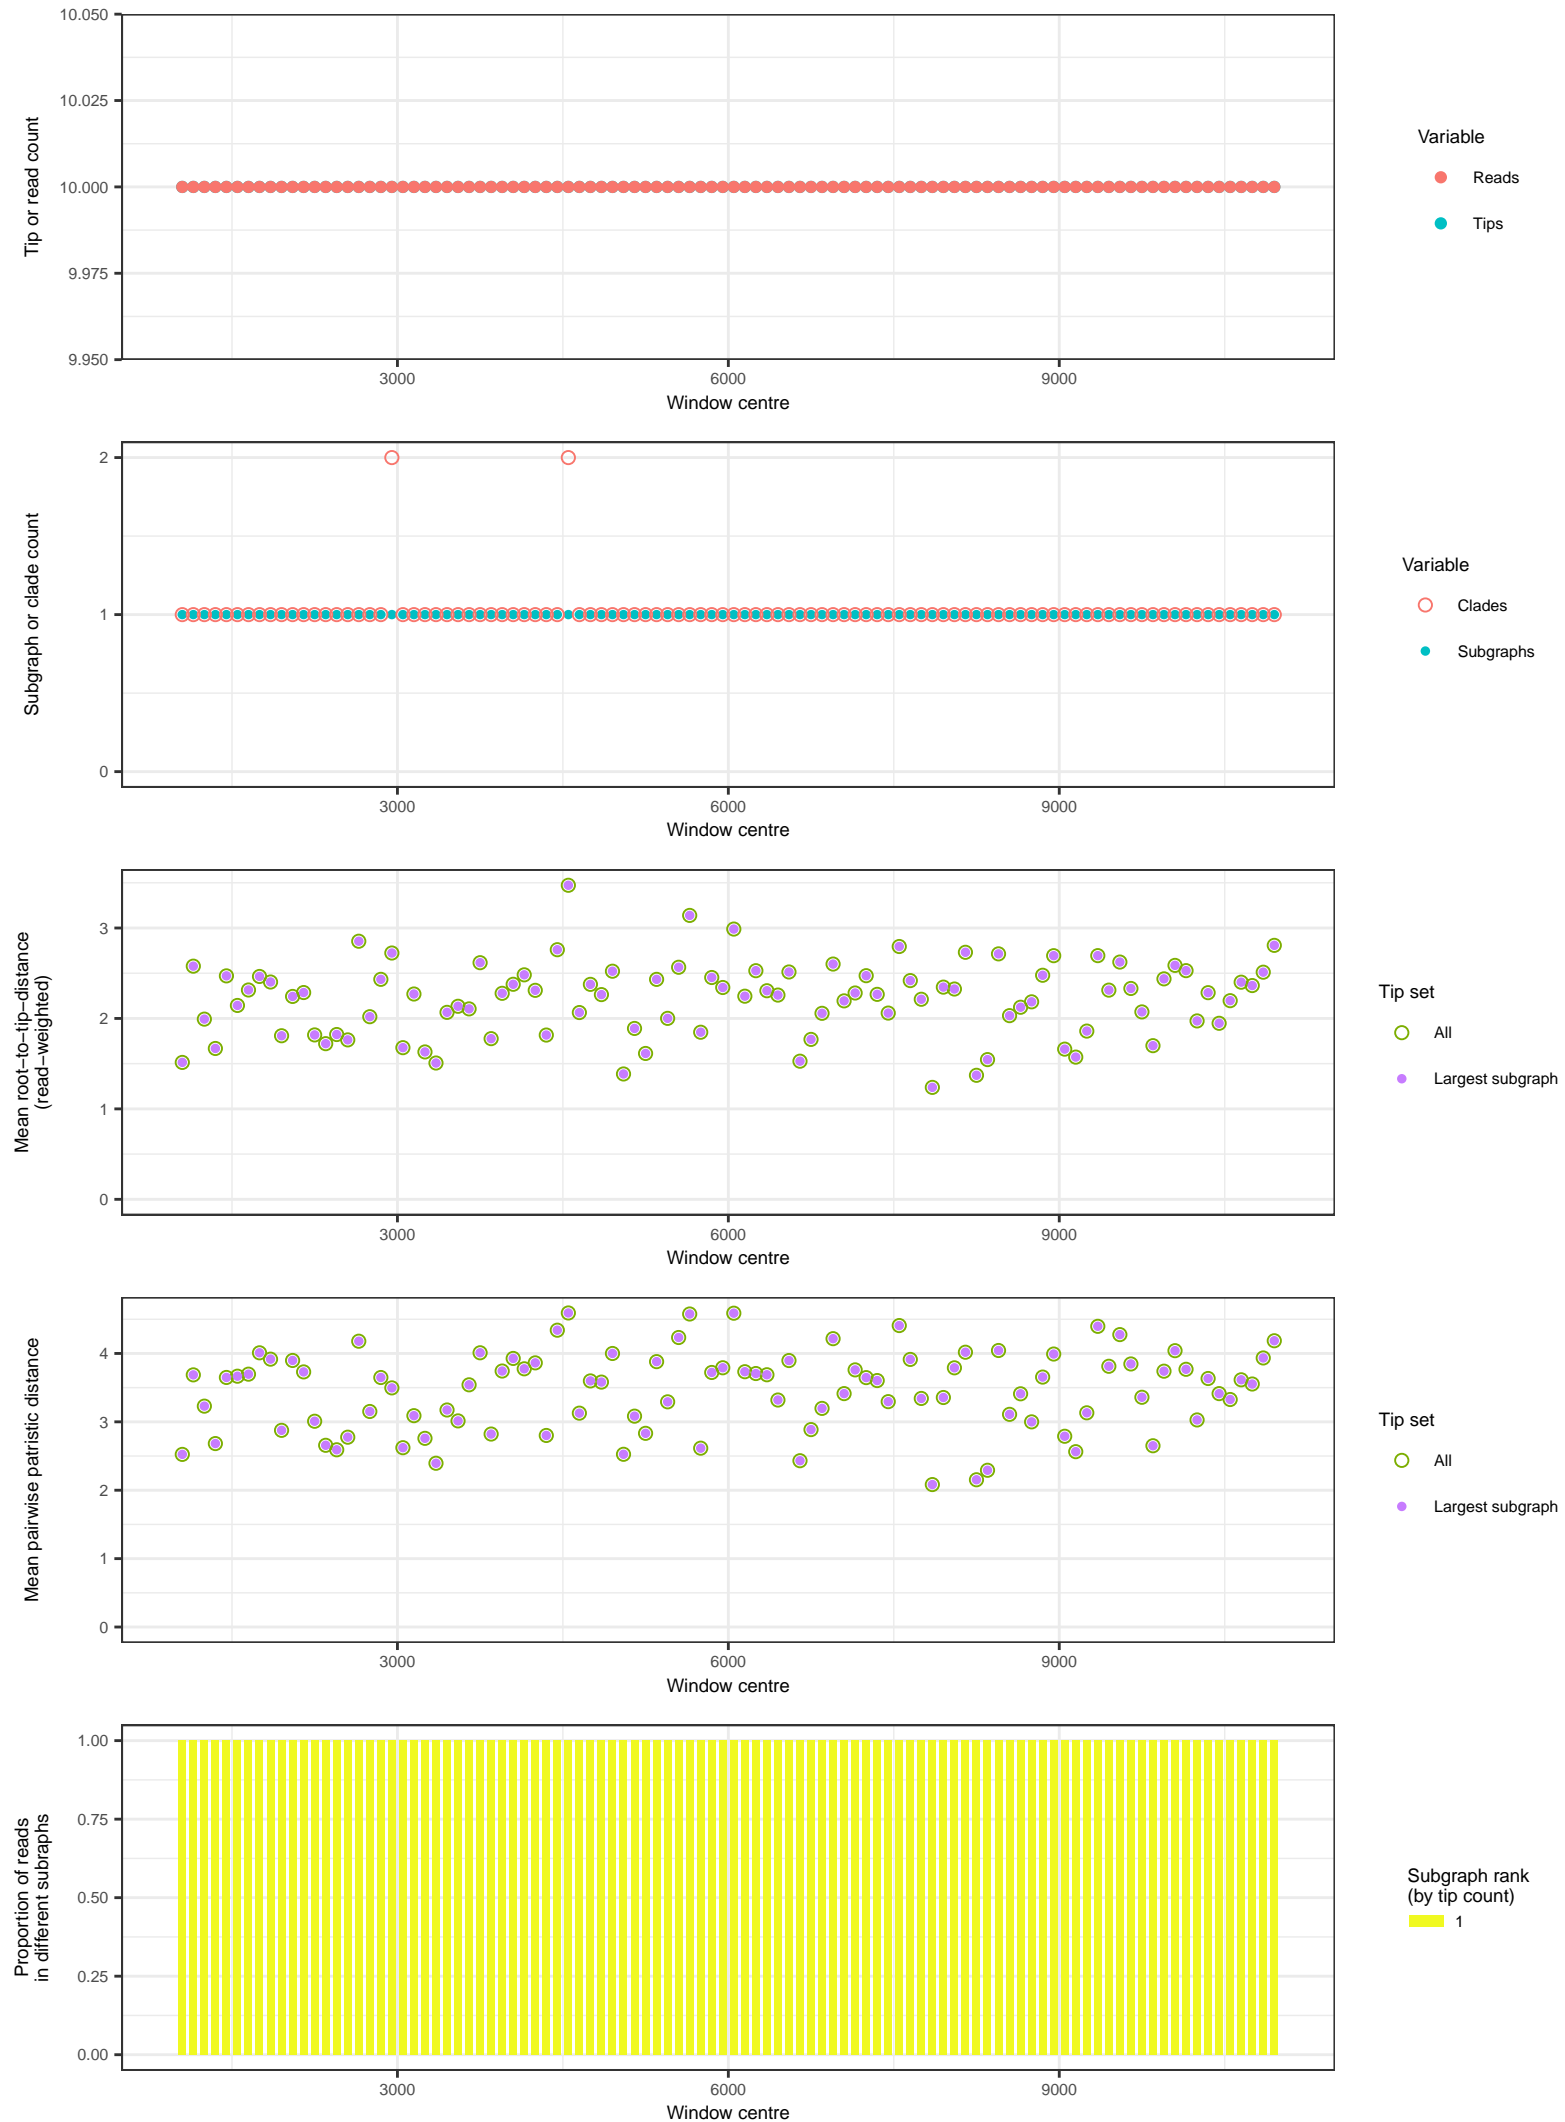 10.050
10.025
10.000
9.975
9.950
Tip or read count
3000 6000 9000
Window centre
Variable
Reads
Tips
2
1
0
Subgraph or clade count
3000 6000 9000
Window centre
Variable
Clades
Subgraphs
3
2
1
0
Mean root−to−tip−distance
(read−weighted)
3000 6000 9000
Window centre
Tip set
All
Largest subgraph
4
3
2
1
0
Mean pairwise patristic distance
3000 6000 9000
Window centre
Tip set
All
Largest subgraph
1.00
0.75
0.50
0.25
0.00
Proportion of reads
in different subraphs
3000 6000 9000
Window centre
Subgraph rank
(by tip count)
1